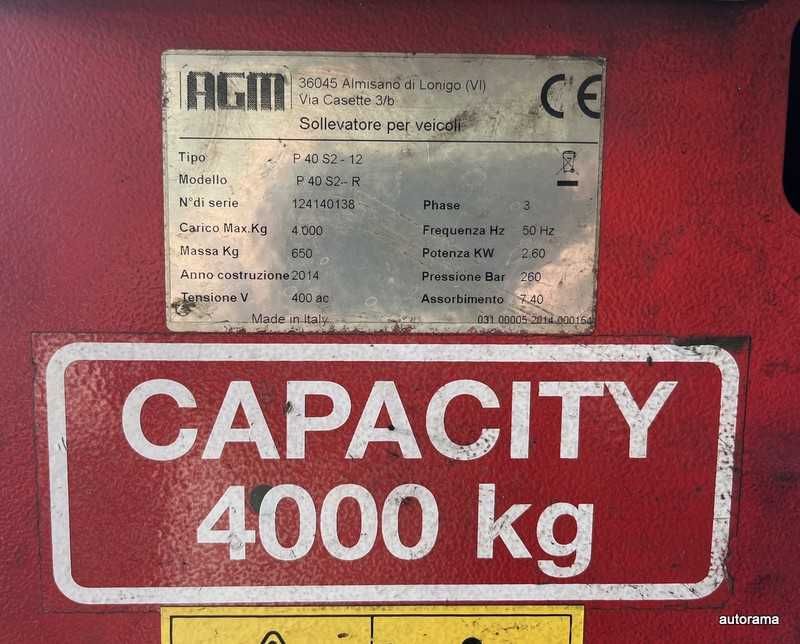 AGM
36045 Almisano di Lonigo (VI)
Via Casette 3/b
CE
Sollevatore per veicoli
Tipo P 40 S2 - 12
Modello P 40 S2-- R
N°di serie 124140138 Phase 3
Carico Max.Kg 4.000 Frequenza Hz 50 Hz
Massa Kg 650 Potenza KW 2.60
Anno costruzione 2014 Pressione Bar 260
Tensione V 400 ac Assorbimento 7.40
Made in Italy 031.00005-2014-000164
CAPACITY
4000 kg
autorama